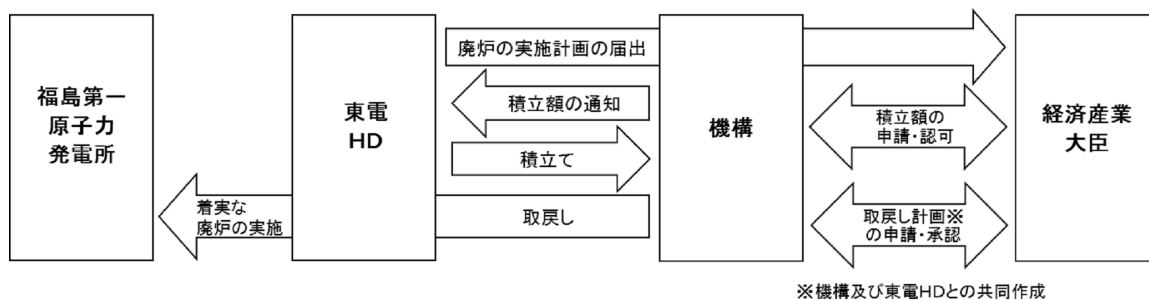 福島第一
原子力
発電所
東電
HD
機構
経済産業
大臣
廃炉の実施計画の届出
積立額の通知
積立て
取戻し
着実な
廃炉の実施
積立額の
申請・認可
取戻し計画※
の申請・承認
※機構及び東電HDとの共同作成